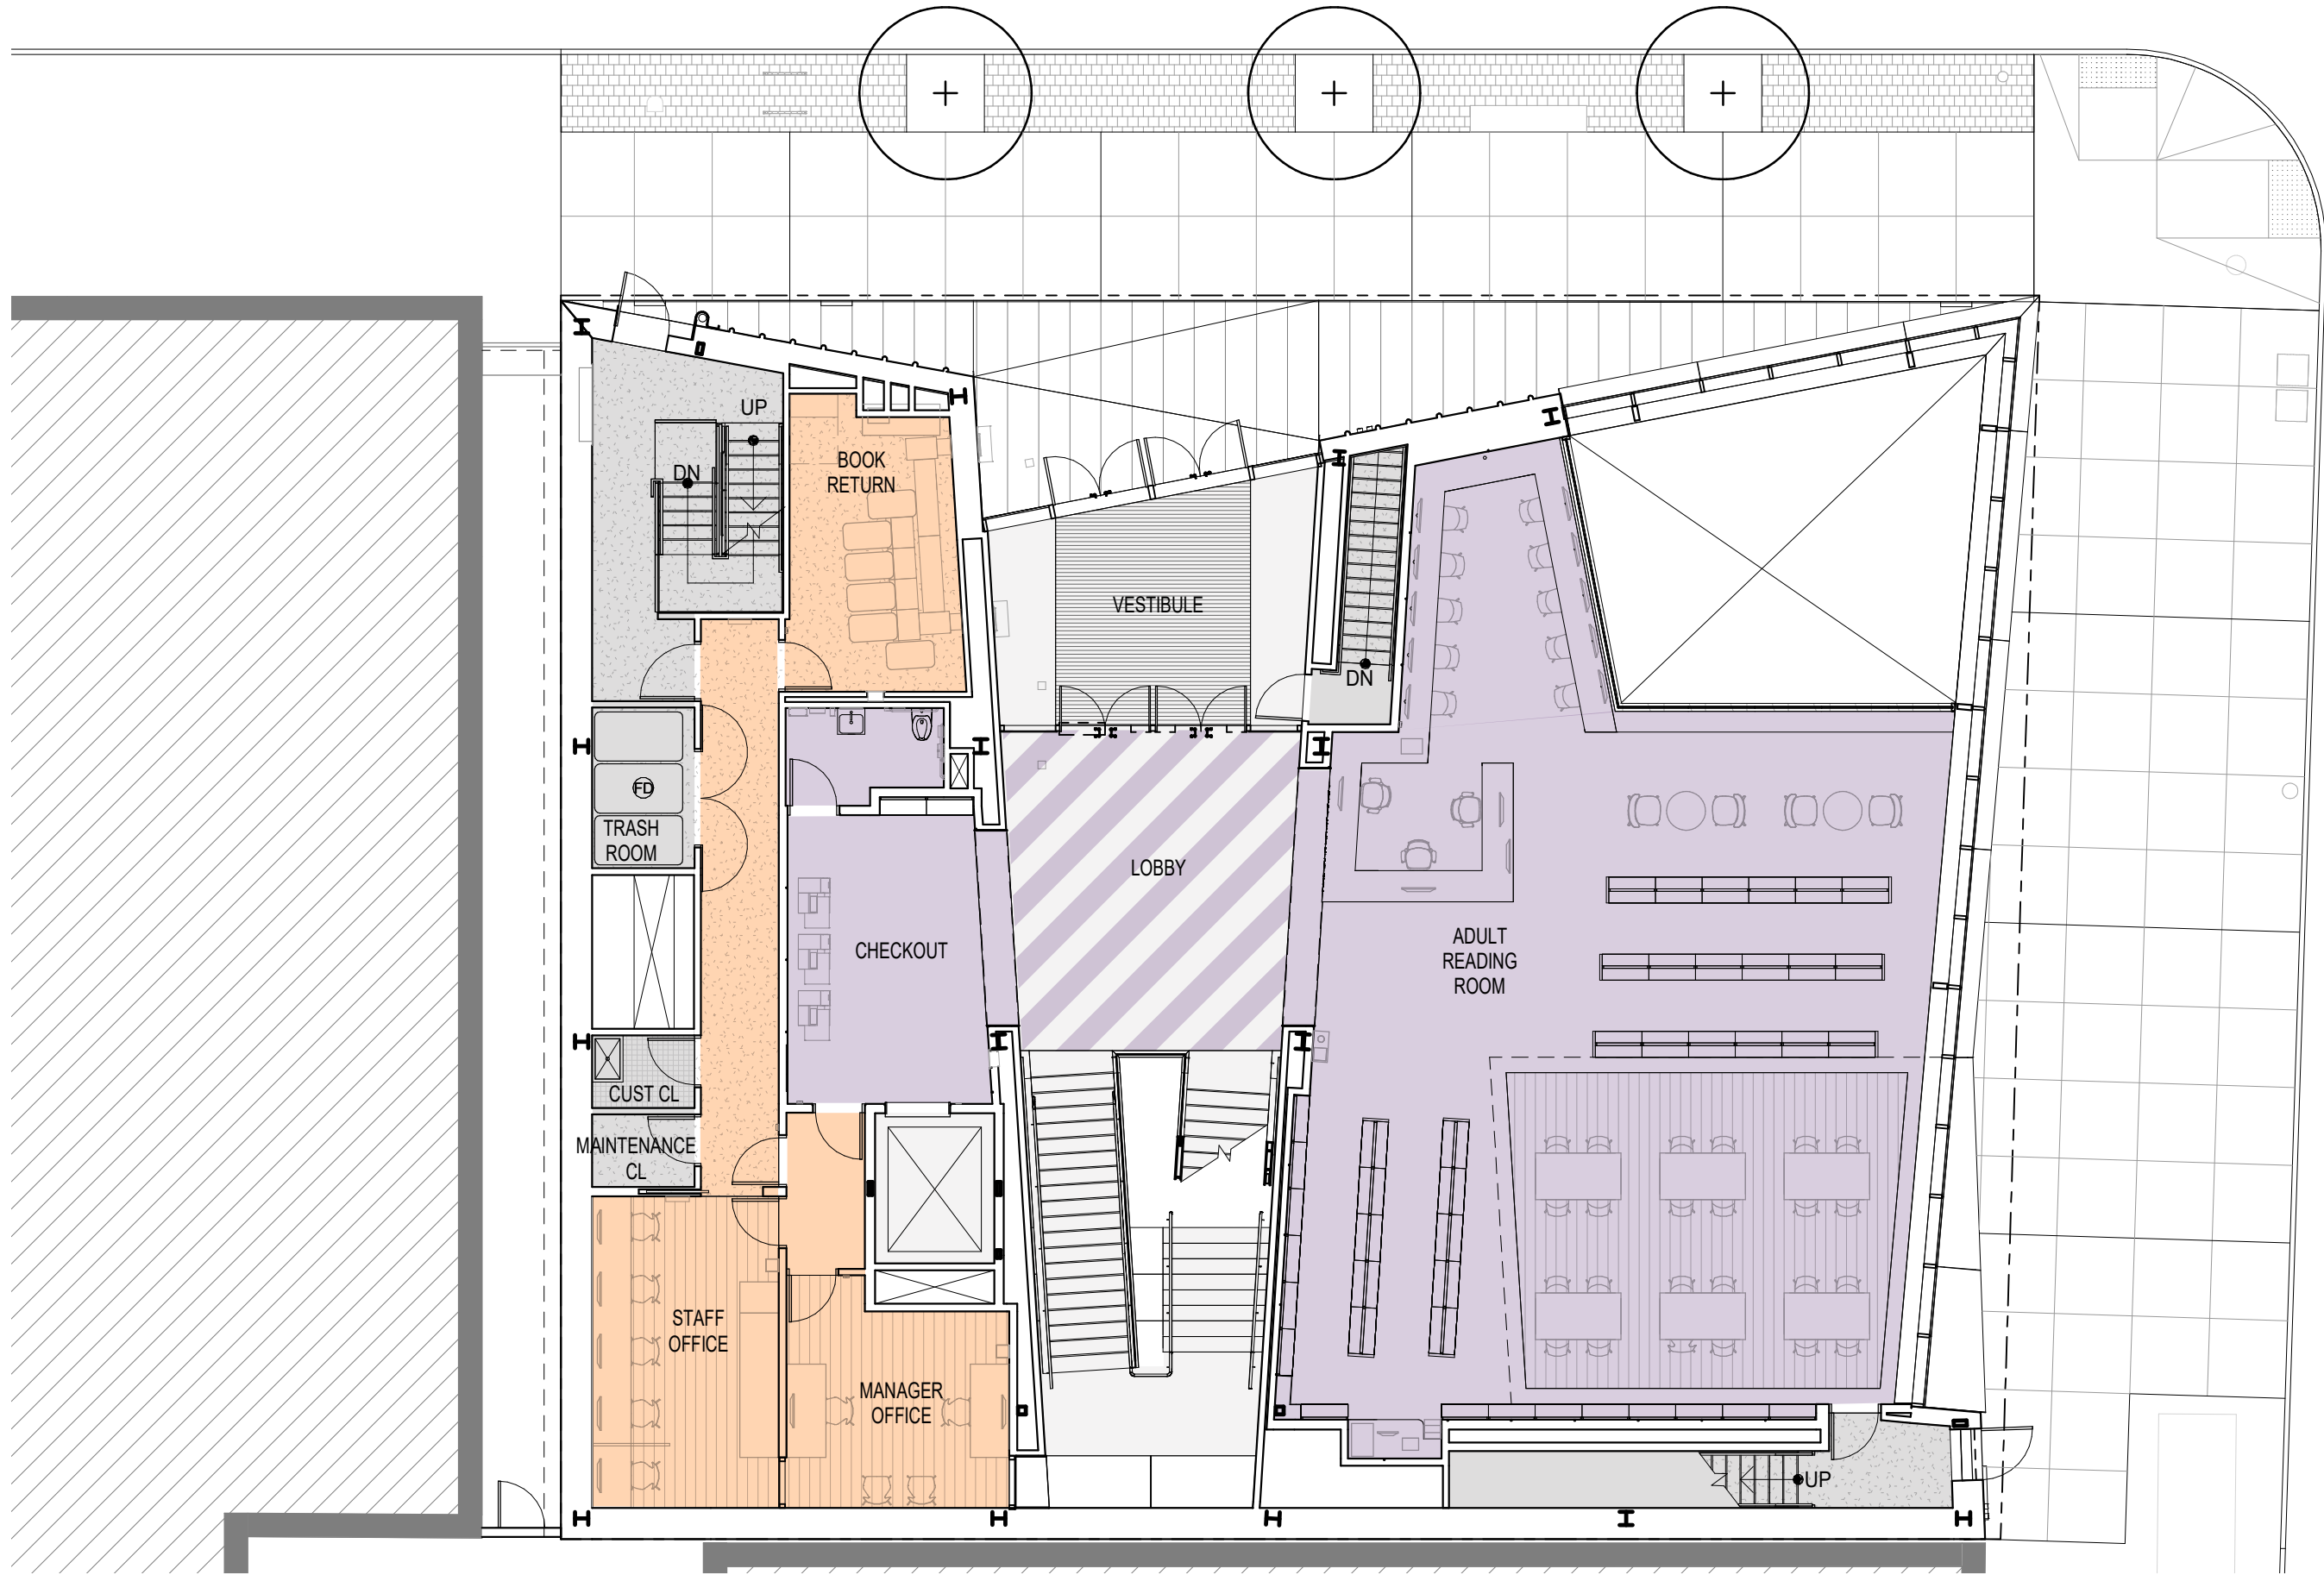 UP
DN
BOOK
RETURN
VESTIBULE
DN
FD
TRASH
ROOM
LOBBY
CHECKOUT
ADULT
READING
ROOM
CUST CL
MAINTENANCE
CL
STAFF
OFFICE
MANAGER
OFFICE
UP